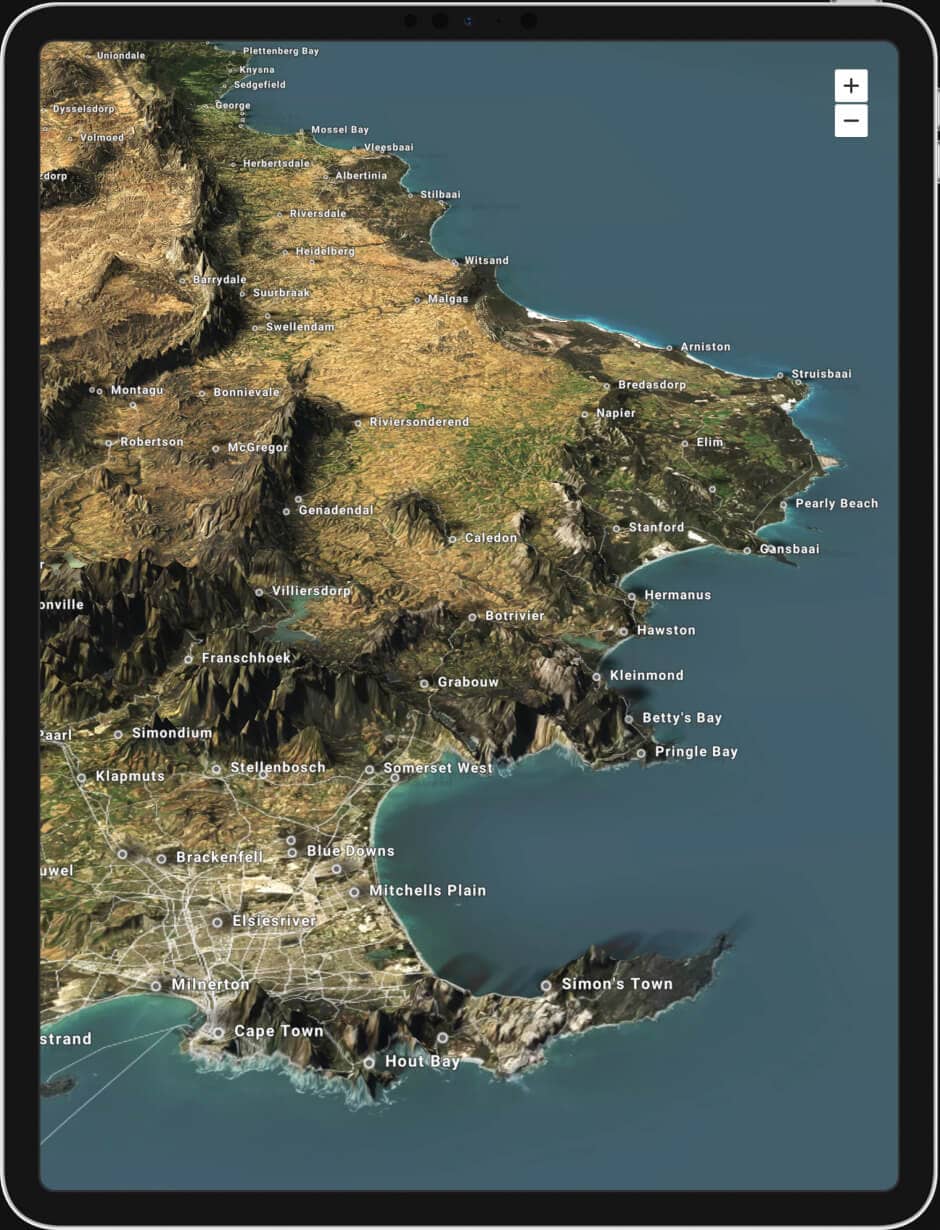 Plettenberg Bay
Uniondale
Knysna
Sedgefield
George
Dysselsdorp
Mossel Bay
Volmoed
Vleesbaai
Herbertsdale
Albertinia
zdorp
Stilbaai
Riversdale
Heidelberg
Witsand
Barrydale
Suurbraak
Malgas
Swellendam
Arniston
Struisbaai
Bredasdorp
Montagu
Bonnievale
Napier
Riviersonderend
Robertson
Elim
McGregor
Pearly Beach
Genadendal
Stanford
Caledon
Gansbaai
r
Villiersdorp
Hermanus
onville
Botrivier
Hawston
Franschhoek
Kleinmond
Grabouw
Betty's Bay
Simondium
Paarl
Pringle Bay
Stellenbosch
Somerset West
Klapmuts
Blue Downs
Brackenfell
uwel
Mitchells Plain
Elsiesriver
Milnerton
Simon's Town
Cape Town
strand
Hout Bay